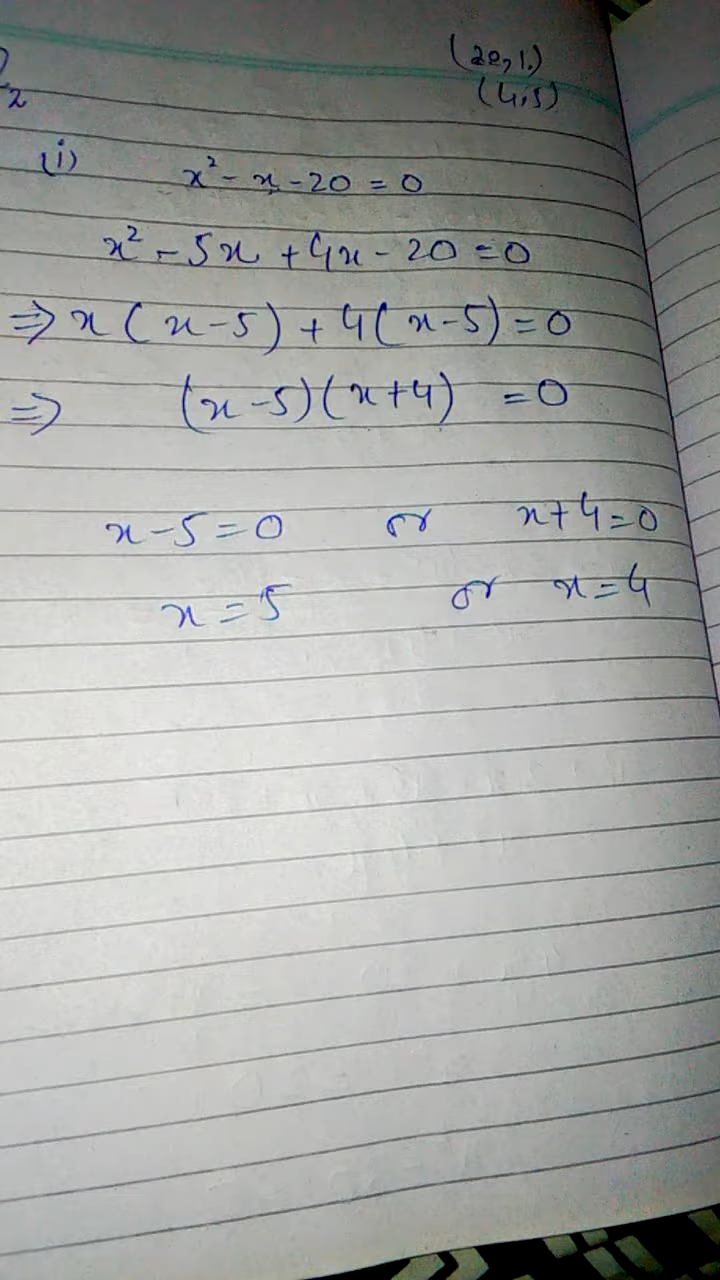 (20,1.)
(4,5)
2
(i) x² - x - 20 = 0
x² - 5x + 4x - 20 = 0
⇒ x(x-5) + 4(x-5) = 0
⇒ (x-5)(x+4) = 0
x - 5 = 0 or x + 4 = 0
x = 5 or x = 4